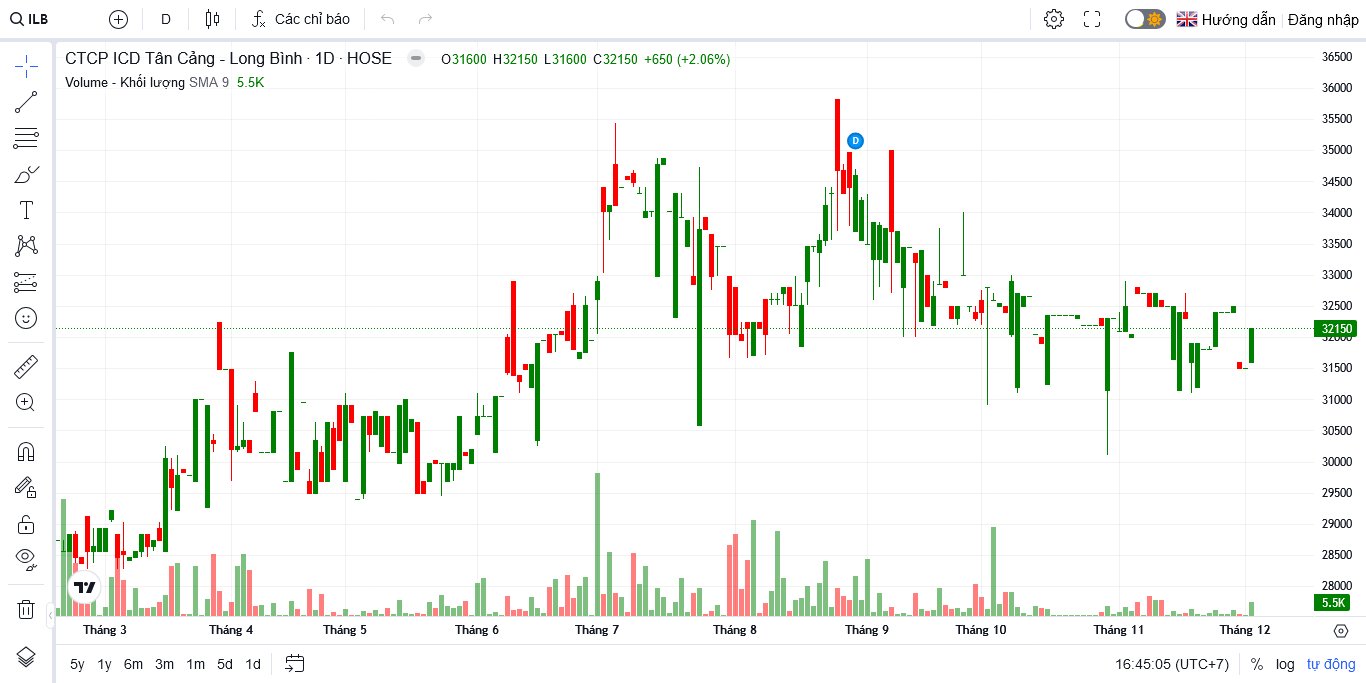 ILB D Các chỉ báo Hướng dẫn Đăng nhập
CTCP ICD Tân Cảng - Long Bình · 1D · HOSE O31600 H32150 L31600 C32150 +650 (+2.06%)
Volume - Khối lượng SMA 9 5.5K
D
36500
36000
35500
35000
34500
34000
33500
33000
32500
32150
32000
31500
31000
30500
30000
29500
29000
28500
28000
5.5K
Tháng 3 Tháng 4 Tháng 5 Tháng 6 Tháng 7 Tháng 8 Tháng 9 Tháng 10 Tháng 11 Tháng 12
5y 1y 6m 3m 1m 5d 1d 16:45:05 (UTC+7) % log tự động